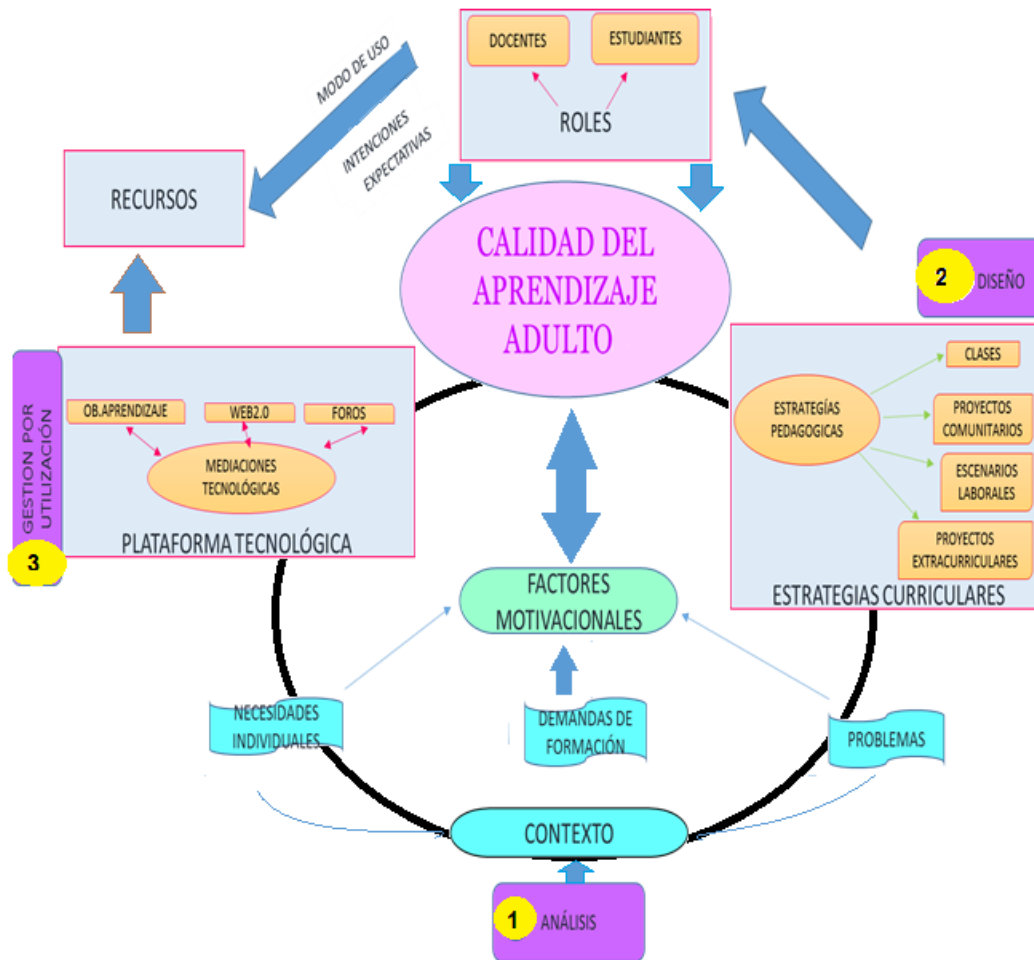 DOCENTES
ESTUDIANTES
ROLES
MODO DE USO
INTENCIONES
EXPECTATIVAS
RECURSOS
CALIDAD DEL
APRENDIZAJE
ADULTO
2 DISEÑO
GESTION POR
UTILIZACIÓN
3
OB.APRENDIZAJE
WEB2.0
FOROS
MEDIACIONES
TECNOLÓGICAS
PLATAFORMA TECNOLÓGICA
ESTRATEGÍAS
PEDAGOGICAS
CLASES
PROYECTOS
COMUNITARIOS
ESCENARIOS
LABORALES
PROYECTOS
EXTRACURRICULARES
ESTRATEGIAS CURRICULARES
FACTORES
MOTIVACIONALES
NECESIDADES
INDIVIDUALES
DEMANDAS DE
FORMACIÓN
PROBLEMAS
CONTEXTO
1 ANÁLISIS